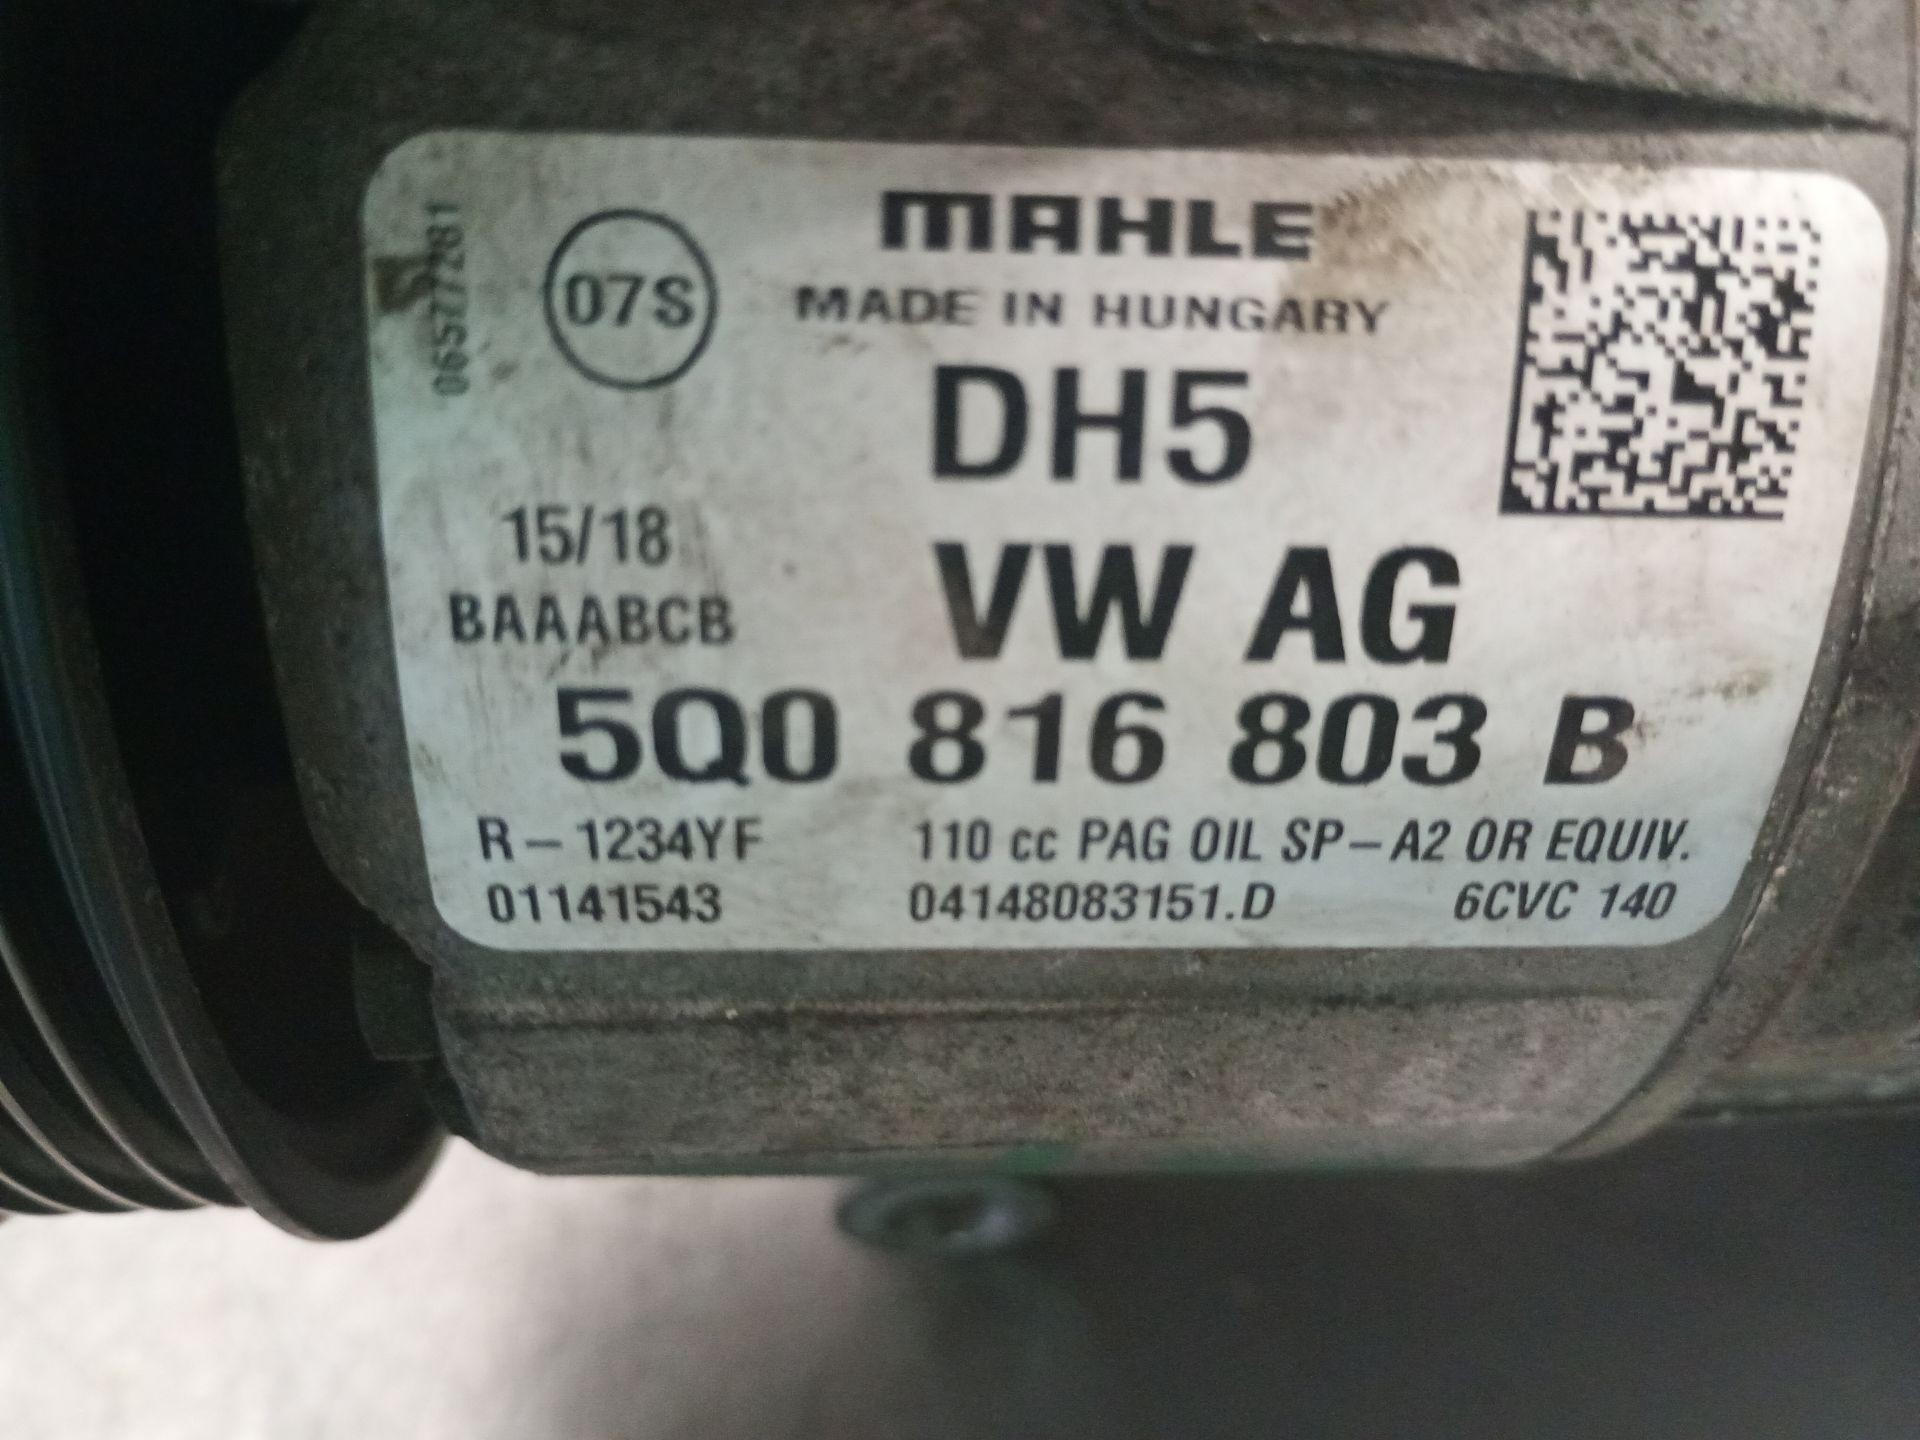 MAHLE
06577281
07S
MADE IN HUNGARY
DH5
15/18
VW AG
BAAABCB
5Q0 816 803 B
R-1234YF 110 cc PAG OIL SP-A2 OR EQUIV.
01141543 04148083151.D 6CVC 140